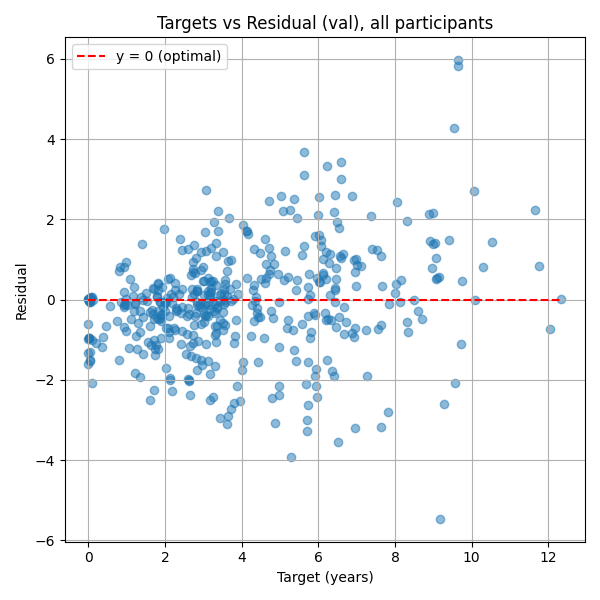 Targets vs Residual (val), all participants
y = 0 (optimal)
6
4
2
0
−2
−4
−6
Residual
0 2 4 6 8 10 12
Target (years)